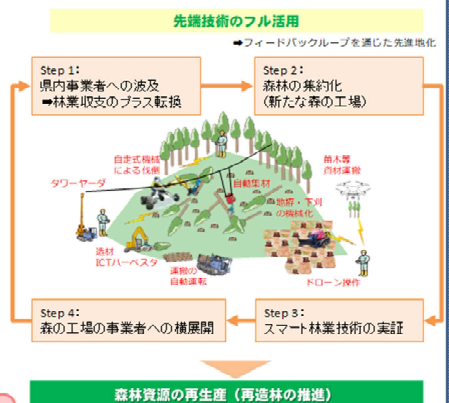 先端技術のフル活用
➡フィードバックループを通じた先進地化
Step 1:
県内事業者への波及
➡林業収支のプラス転換
Step 2:
森林の集約化
(新たな森の工場)
自走式機械
による伐倒
苗木等
資材運搬
タワーヤーダ
自動集材
地拵・下刈
の機械化
造材
ICTハーベスタ
運搬の
自動運転
ドローン操作
Step 4:
森の工場の事業者への横展開
Step 3:
スマート林業技術の実証
森林資源の再生産（再造林の推進）